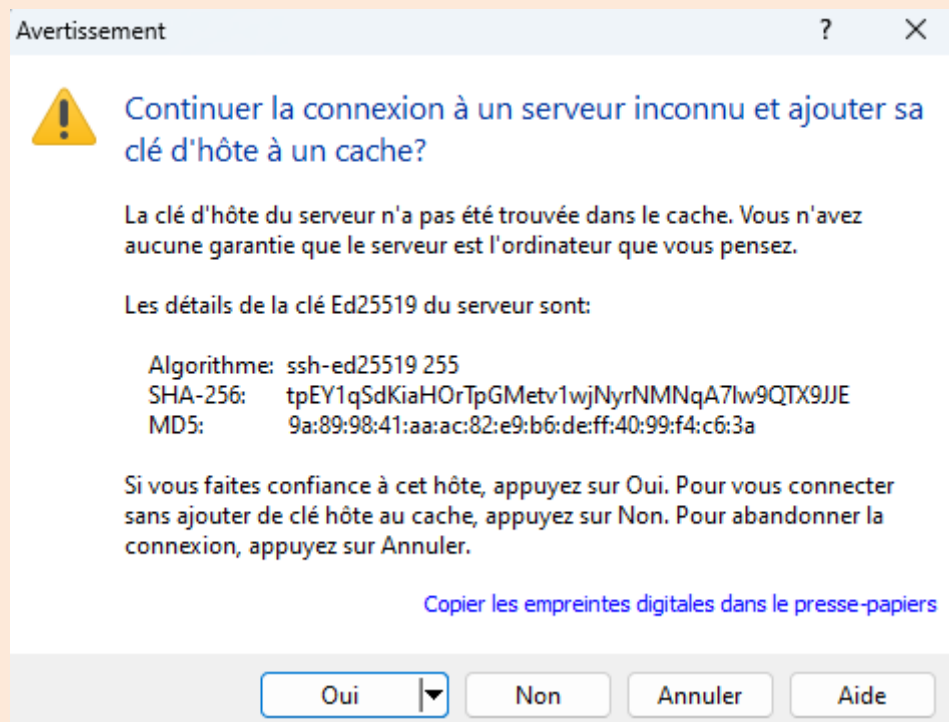 Avertissement
Continuer la connexion à un serveur inconnu et ajouter sa
clé d'hôte à un cache?
La clé d'hôte du serveur n'a pas été trouvée dans le cache. Vous n'avez
aucune garantie que le serveur est l'ordinateur que vous pensez.
Les détails de la clé Ed25519 du serveur sont:
Algorithme: ssh-ed25519 255
SHA-256: tpEY1qSdKiaHOrTpGMetv1wjNyrNMNqA7lw9QTX9JJE
MD5: 9a:89:98:41:aa:ac:82:e9:b6:de:ff:40:99:f4:c6:3a
Si vous faites confiance à cet hôte, appuyez sur Oui. Pour vous connecter
sans ajouter de clé hôte au cache, appuyez sur Non. Pour abandonner la
connexion, appuyez sur Annuler.
Copier les empreintes digitales dans le presse-papiers
Oui Non Annuler Aide